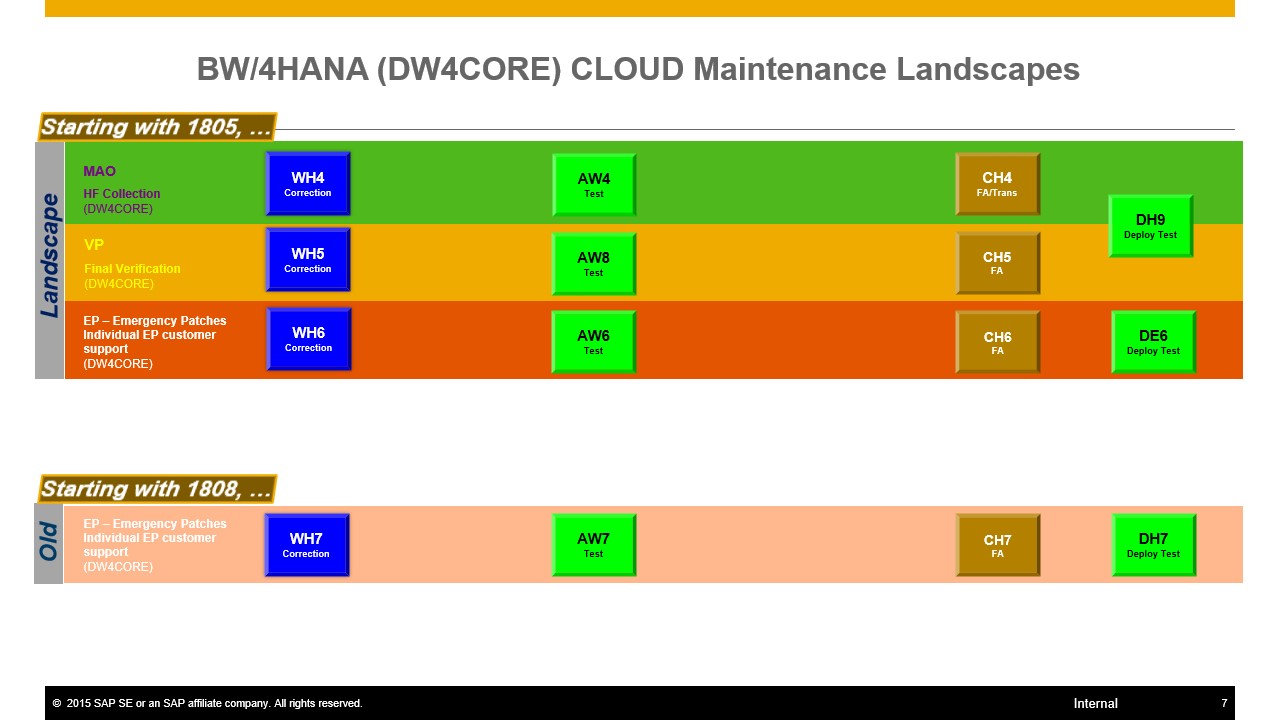 BW/4HANA (DW4CORE) CLOUD Maintenance Landscapes
Starting with 1805, …
Landscape
MAO
HF Collection
(DW4CORE)
WH4
Correction
AW4
Test
CH4
FA/Trans
DH9
Deploy Test
VP
Final Verification
(DW4CORE)
WH5
Correction
AW8
Test
CH5
FA
EP – Emergency Patches
Individual EP customer
support
(DW4CORE)
WH6
Correction
AW6
Test
CH6
FA
DE6
Deploy Test
Starting with 1808, …
Old
EP – Emergency Patches
Individual EP customer
support
(DW4CORE)
WH7
Correction
AW7
Test
CH7
FA
DH7
Deploy Test
© 2015 SAP SE or an SAP affiliate company. All rights reserved.
Internal
7